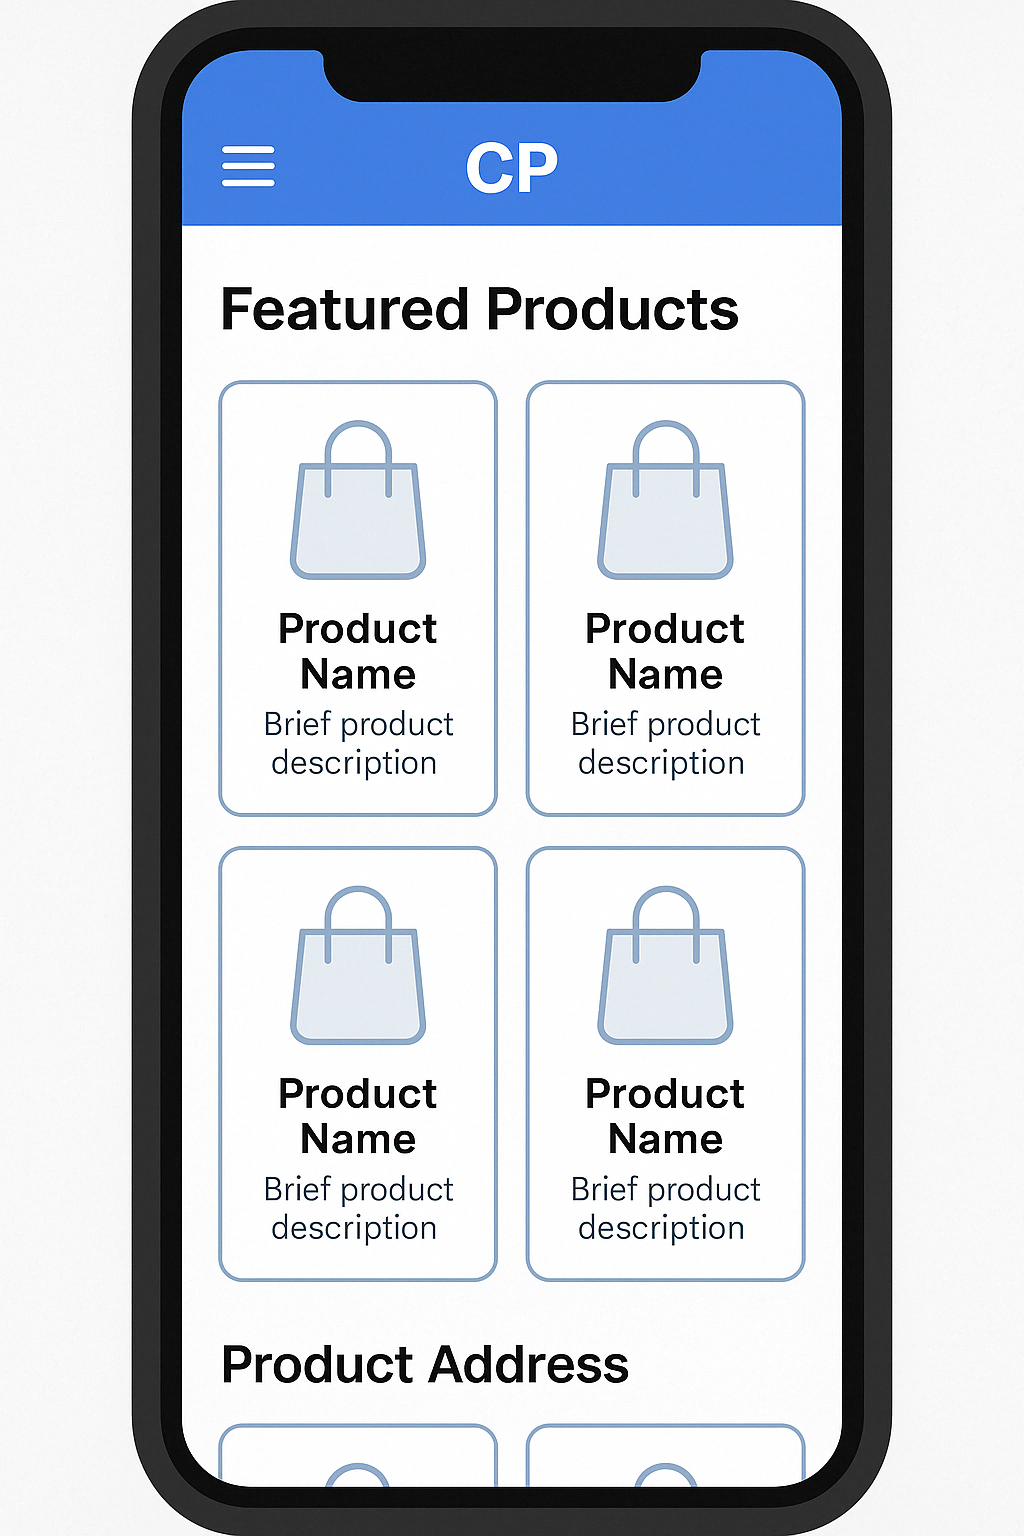 CP
Featured Products
Product
Name
Brief product
description
Product
Name
Brief product
description
Product
Name
Brief product
description
Product
Name
Brief product
description
Product Address